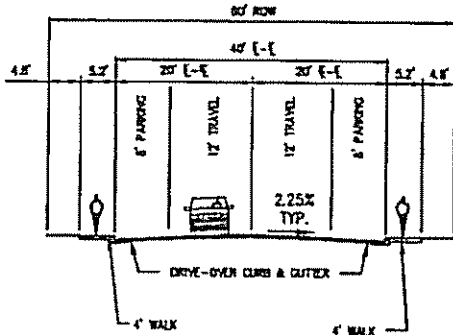 60' ROW
40' E-E
4.8' 5.2' 20' E-E 20' E-E 5.2' 4.8'
8' PARKING
12' TRAVEL
12' TRAVEL
8' PARKING
2.25%
TYP.
DRIVE-OVER CURB & GUTTER
4' WALK
4' WALK